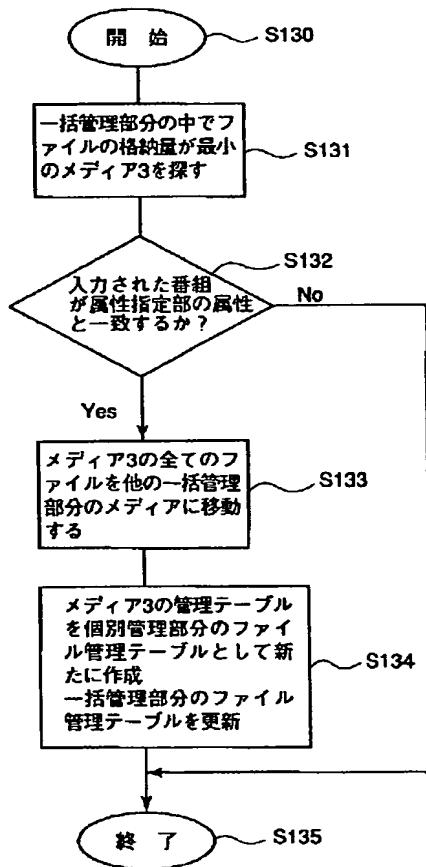 開 始
S130
一括管理部分の中でフ
ァイルの格納量が最小
のメディア3を探す
S131
S132
入力された番組
が属性指定部の属性
と一致するか？
No
Yes
メディア3の全てのファ
イルを他の一括管理
部分のメディアに移動
する
S133
メディア3の管理テーブル
を個別管理部分のファイ
ル管理テーブルとして新
たに作成
一括管理部分のファイル
管理テーブルを更新
S134
終 了
S135